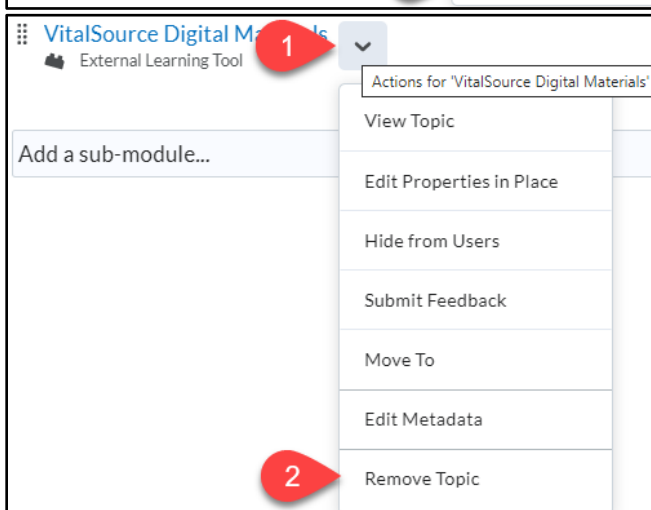 VitalSource Digital Materials
1
External Learning Tool
Actions for 'VitalSource Digital Materials'
View Topic
Add a sub-module...
Edit Properties in Place
Hide from Users
Submit Feedback
Move To
Edit Metadata
2
Remove Topic